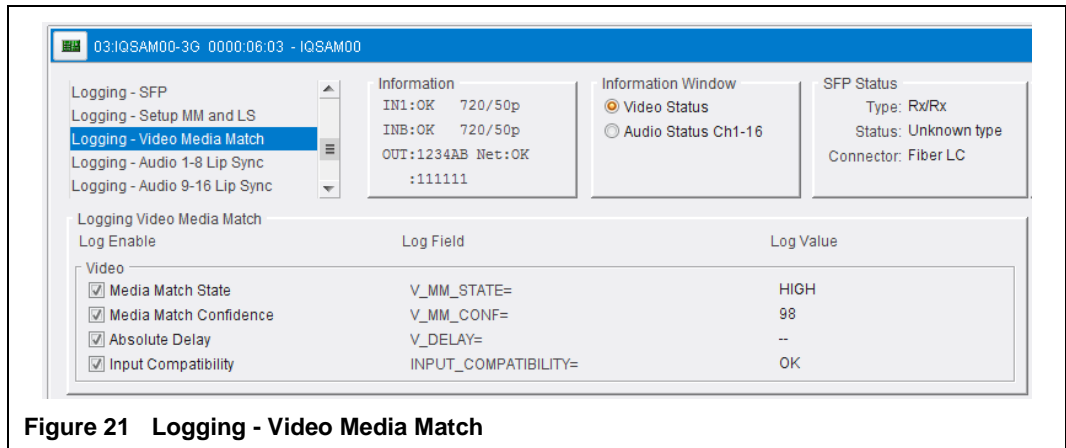 03:IQSAM00-3G 0000:06:03 - IQSAM00
Logging - SFP
Logging - Setup MM and LS
Logging - Video Media Match
Logging - Audio 1-8 Lip Sync
Logging - Audio 9-16 Lip Sync
Information
IN1:OK 720/50p
INB:OK 720/50p
OUT:1234AB Net:OK
:111111
Information Window
Video Status
Audio Status Ch1-16
SFP Status
Type: Rx/Rx
Status: Unknown type
Connector: Fiber LC
Logging Video Media Match
Log Enable Log Field Log Value
Video
Media Match State V_MM_STATE= HIGH
Media Match Confidence V_MM_CONF= 98
Absolute Delay V_DELAY= --
Input Compatibility INPUT_COMPATIBILITY= OK
Figure 21 Logging - Video Media Match